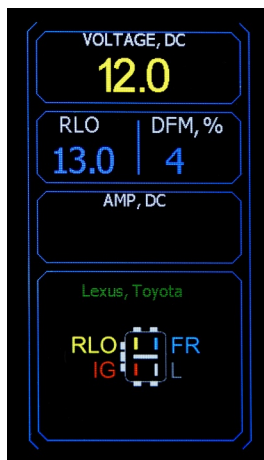 VOLTAGE, DC
12.0
RLO DFM, %
13.0 4
AMP, DC
Lexus, Toyota
RLO FR
IG L